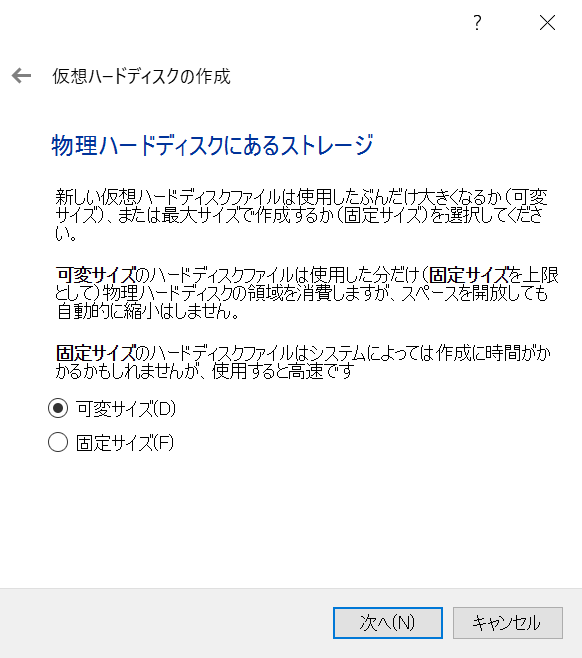 ?
仮想ハードディスクの作成
物理ハードディスクにあるストレージ
新しい仮想ハードディスクファイルは使用したぶんだけ大きくなるか(可変
サイズ)、または最大サイズで作成するか(固定サイズ)を選択してくださ
い。
可変サイズのハードディスクファイルは使用した分だけ(固定サイズを上限
として)物理ハードディスクの領域を消費しますが、スペースを開放しても
自動的に縮小はしません。
固定サイズのハードディスクファイルはシステムによっては作成に時間がか
かるかもしれませんが、使用すると高速です
可変サイズ(D)
固定サイズ(F)
次へ(N)
キャンセル